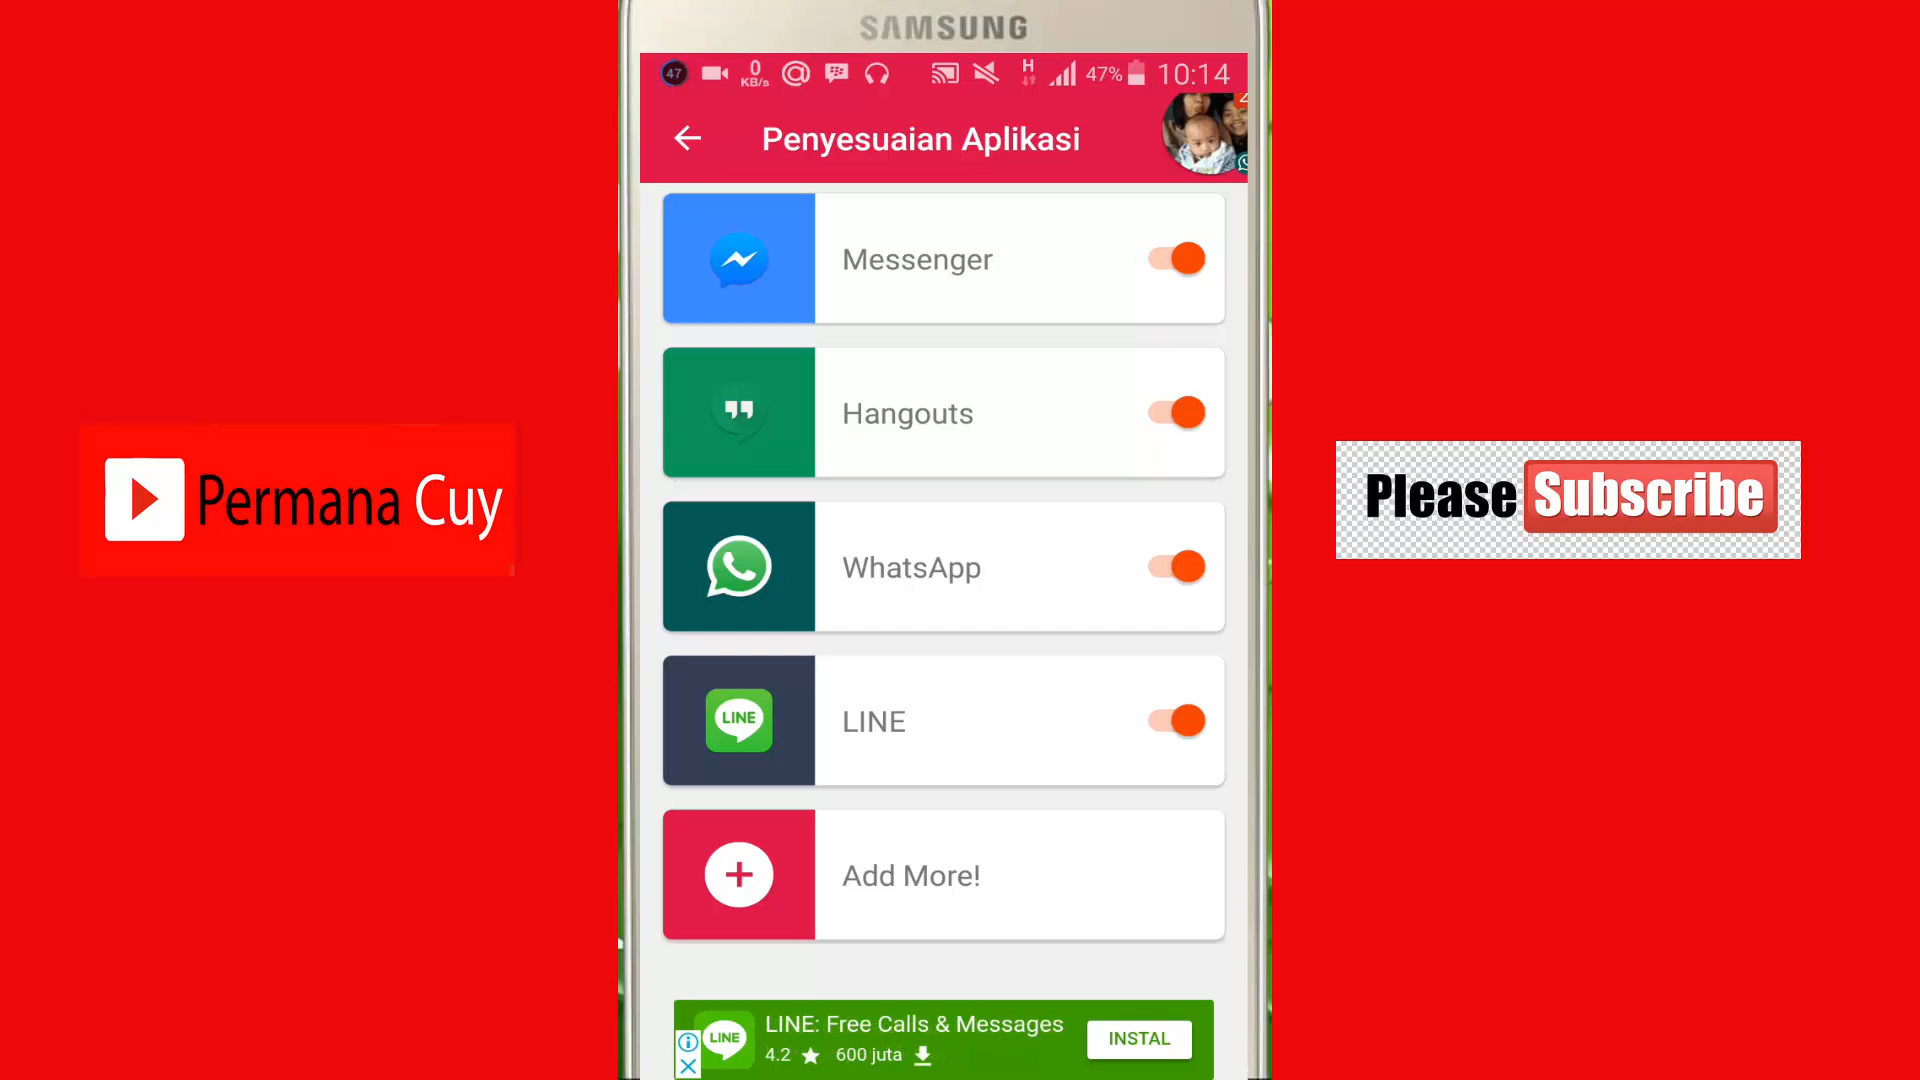 SAMSUNG
47
0
KB/s
H
47%
10:14
Penyesuaian Aplikasi
Messenger
Hangouts
WhatsApp
LINE
LINE
Add More!
Permana Cuy
Please Subscribe
LINE
LINE: Free Calls & Messages
4.2 ★ 600 juta
INSTAL